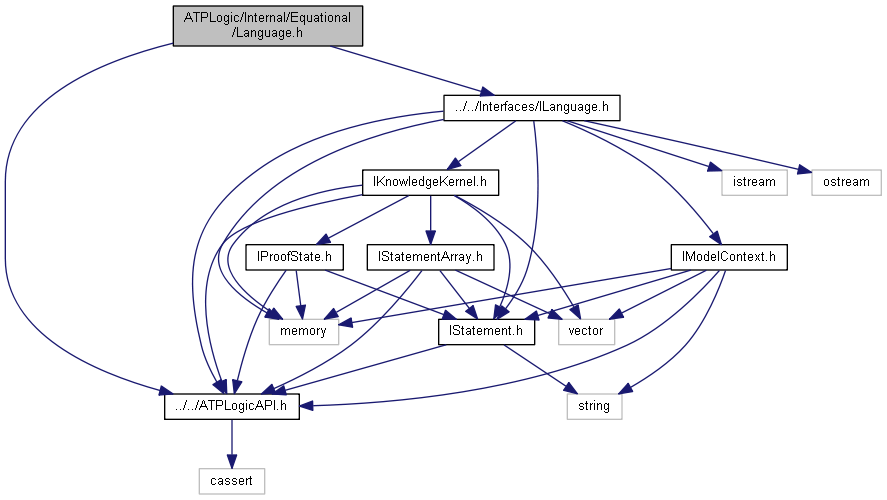 ATPLogic/Internal/Equational
/Language.h
../../Interfaces/ILanguage.h
IKnowledgeKernel.h
istream
ostream
IProofState.h
IStatementArray.h
IModelContext.h
memory
IStatement.h
vector
../../ATPLogicAPI.h
string
cassert